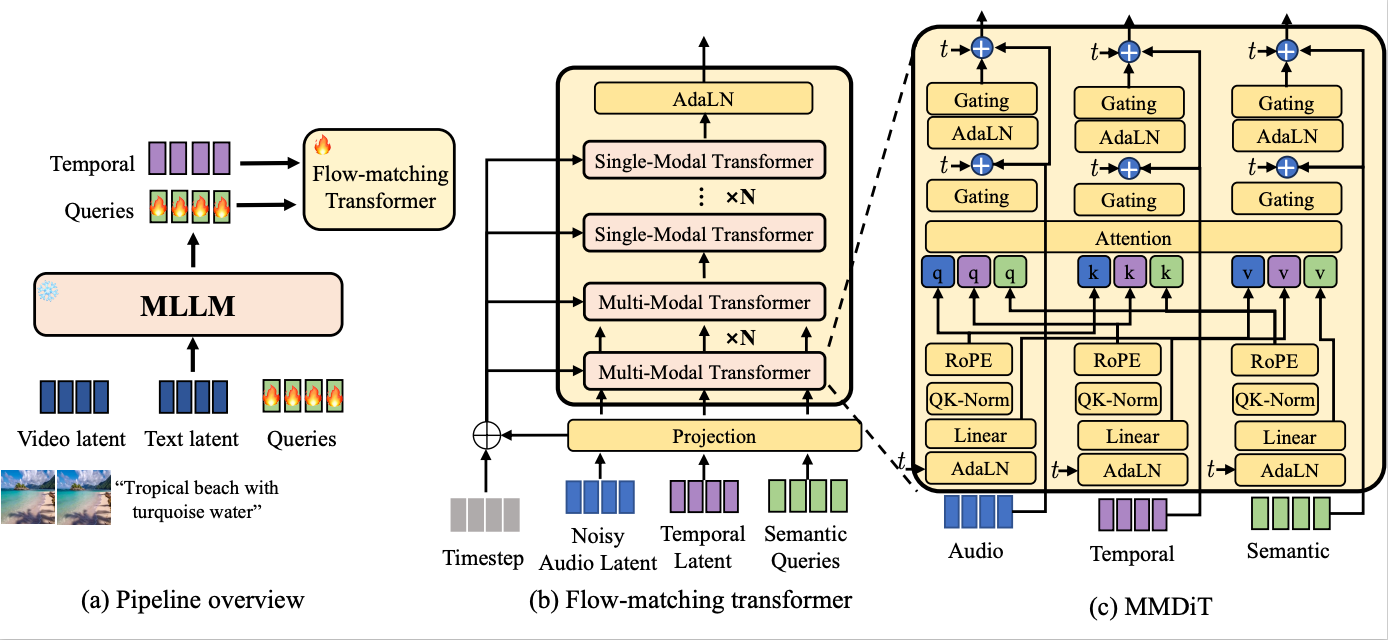 Temporal
Queries
Flow-matching
Transformer
MLLM
Video latent
Text latent
Queries
“Tropical beach with
turquoise water”
(a) Pipeline overview
AdaLN
Single-Modal Transformer
⋮ ×N
Single-Modal Transformer
Multi-Modal Transformer
×N
Multi-Modal Transformer
Projection
Timestep
Noisy
Audio Latent
Temporal
Latent
Semantic
Queries
(b) Flow-matching transformer
t t t
Gating Gating Gating
AdaLN AdaLN AdaLN
t t t
Gating Gating Gating
Attention
q q q k k k v v v
RoPE RoPE RoPE
QK-Norm QK-Norm QK-Norm
Linear Linear Linear
t AdaLN t AdaLN t AdaLN
Audio Temporal Semantic
(c) MMDiT